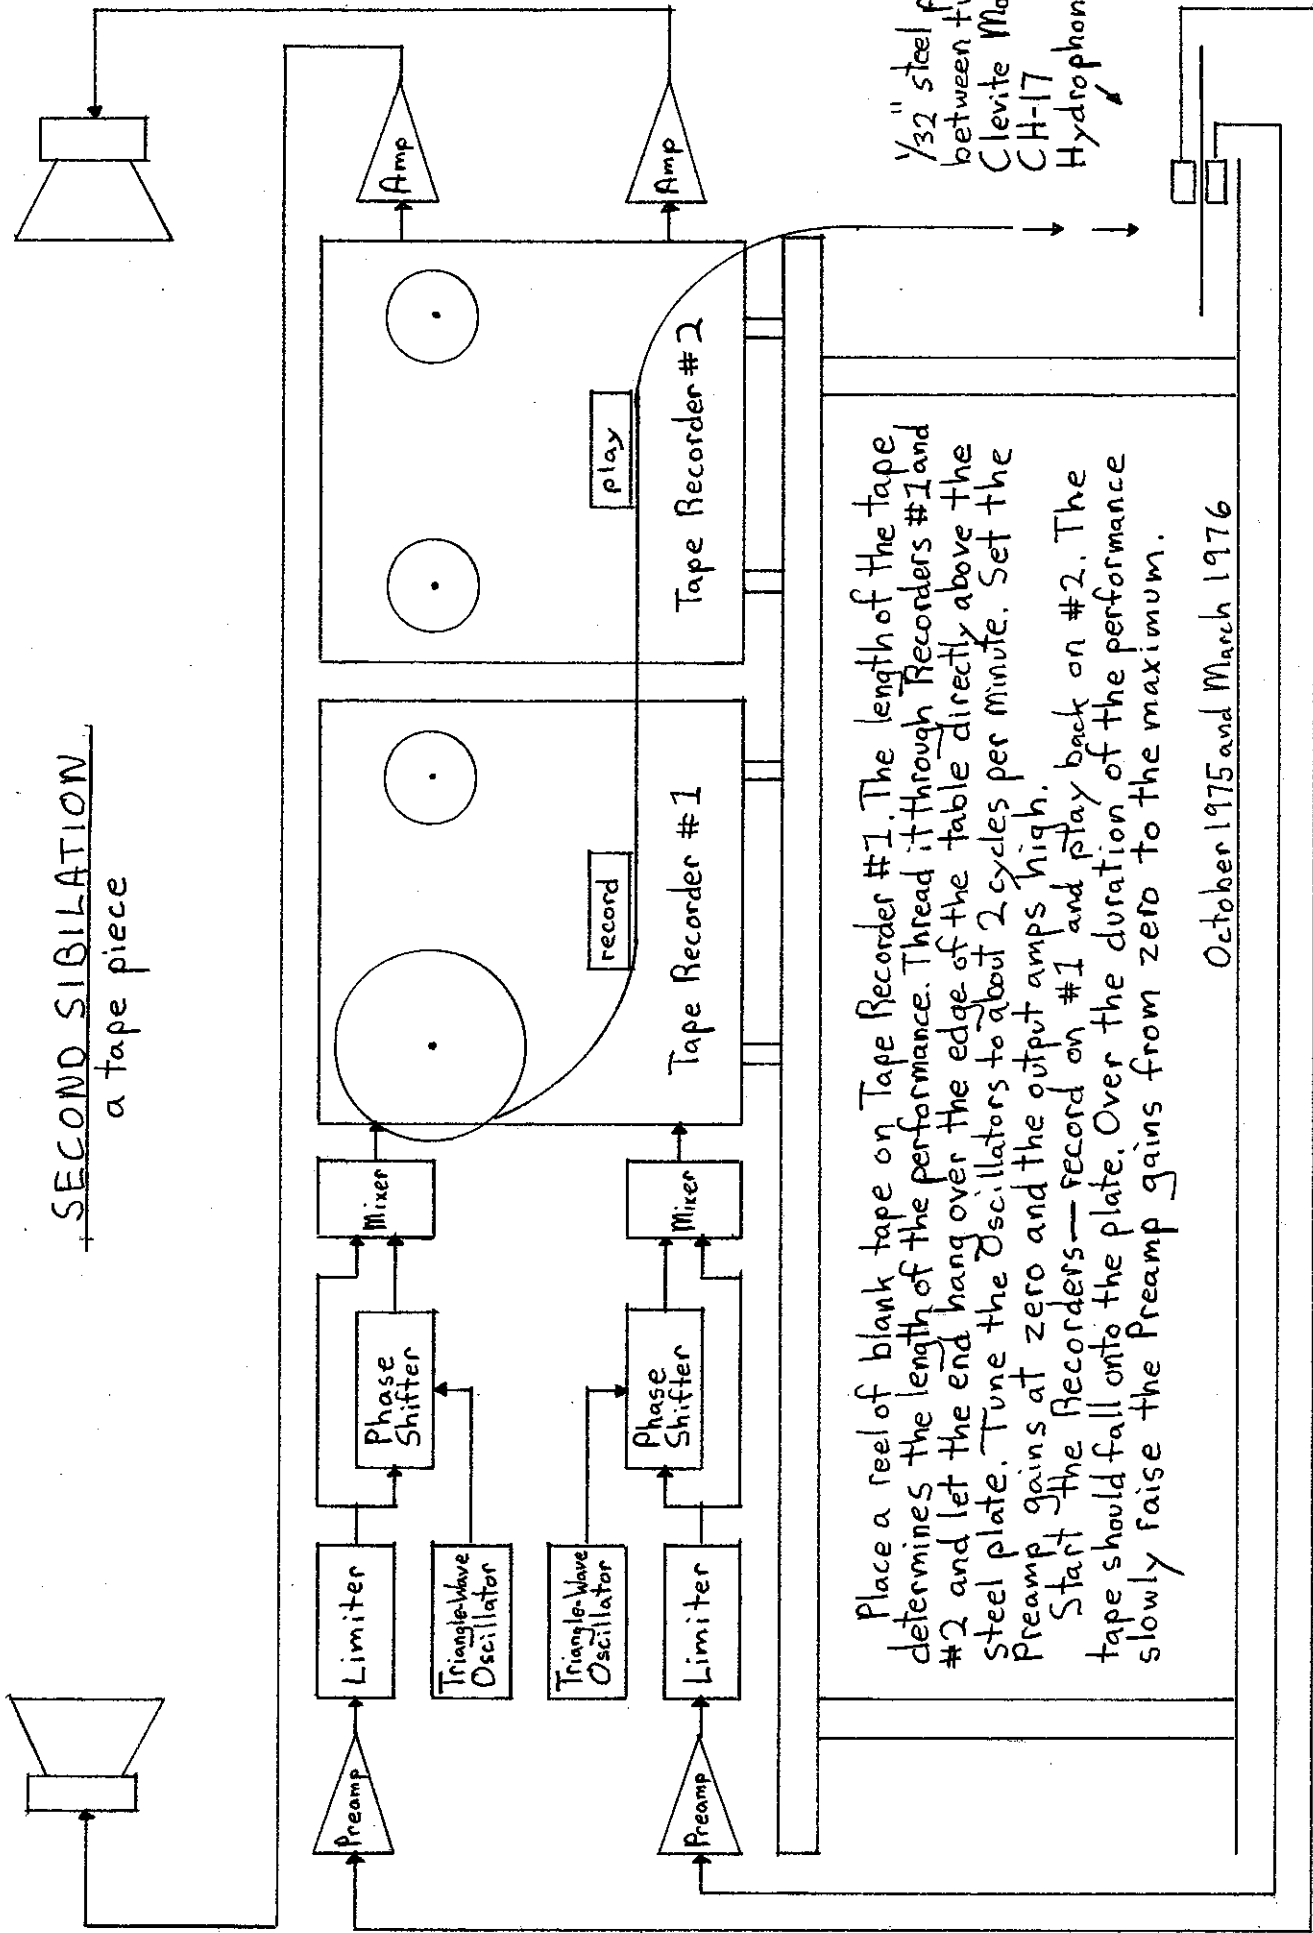 SECOND SIBILATION
a tape piece
Preamp
Limiter
Triangle-Wave
Oscillator
Phase
Shifter
Mixer
Triangle-Wave
Oscillator
Preamp
Limiter
Phase
Shifter
Mixer
record
Tape Recorder #1
play
Tape Recorder #2
Amp
Amp
1/32" steel
between
Clevite
CH-17
Place a reel of blank tape on Tape Recorder #1. The length of the tape
determines the length of the performance. Thread it through Recorders #1 and
#2 and let the end hang over the edge of the table directly above the
steel plate. Tune the Oscillators to about 2 cycles per minute. Set the
Preamp gains at zero and the output amps high.
Start the Recorders—record on #1 and play back on #2. The
tape should fall onto the plate. Over the duration of the performance
slowly raise the Preamp gains from zero to the maximum.
October 1975 and March 1976